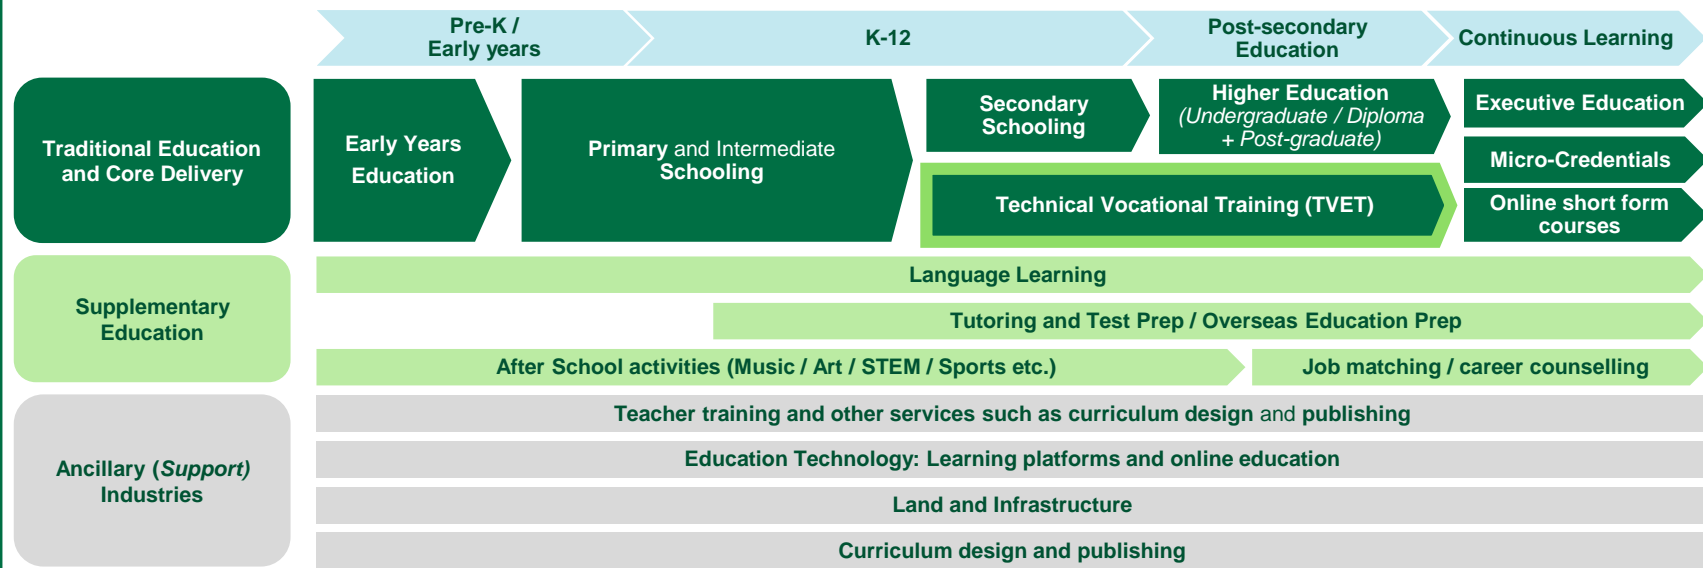 Pre-K /
Early years
K-12
Post-secondary
Education
Continuous Learning
Traditional Education
and Core Delivery
Early Years
Education
Primary and Intermediate
Schooling
Secondary
Schooling
Higher Education
(Undergraduate / Diploma
+ Post-graduate)
Technical Vocational Training (TVET)
Executive Education
Micro-Credentials
Online short form
courses
Supplementary
Education
Language Learning
Tutoring and Test Prep / Overseas Education Prep
After School activities (Music / Art / STEM / Sports etc.)
Job matching / career counselling
Ancillary (Support)
Industries
Teacher training and other services such as curriculum design and publishing
Education Technology: Learning platforms and online education
Land and Infrastructure
Curriculum design and publishing